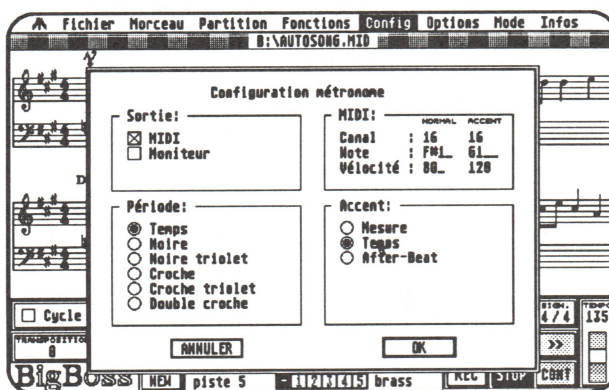 Fichier Morceau Partition Fonctions Config Options Mode Infos
B:\AUTOSONG.MID
Configuration métronome
Sortie:
MIDI
Moniteur
MIDI: NORMAL ACCENT
Canal : 16 16
Note : F#1_ G1__
Vélocité : 80_ 120
Période:
Temps
Noire
Noire triolet
Croche
Croche triolet
Double croche
Accent:
Mesure
Temps
After-Beat
ANNULER
OK
Cycle
SIGN.
4/4
TEMPO
135
TRANSPOSITION
0
>>
BigBoss NEW piste 5 1 2 3 4 5 brass REC STOP CONT